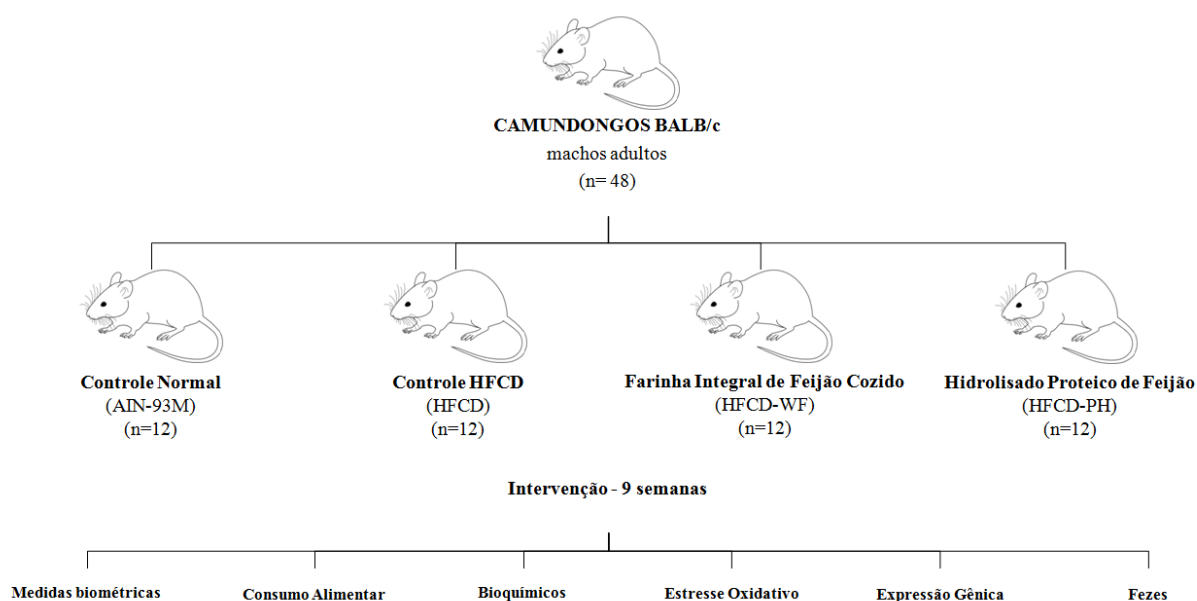 CAMUNDONGOS BALB/c
machos adultos
(n= 48)
Controle Normal
(AIN-93M)
(n=12)
Controle HFCD
(HFCD)
(n=12)
Farinha Integral de Feijão Cozido
(HFCD-WF)
(n=12)
Hidrolisado Proteico de Feijão
(HFCD-PH)
(n=12)
Intervenção - 9 semanas
Medidas biométricas
Consumo Alimentar
Bioquímicos
Estresse Oxidativo
Expressão Gênica
Fezes